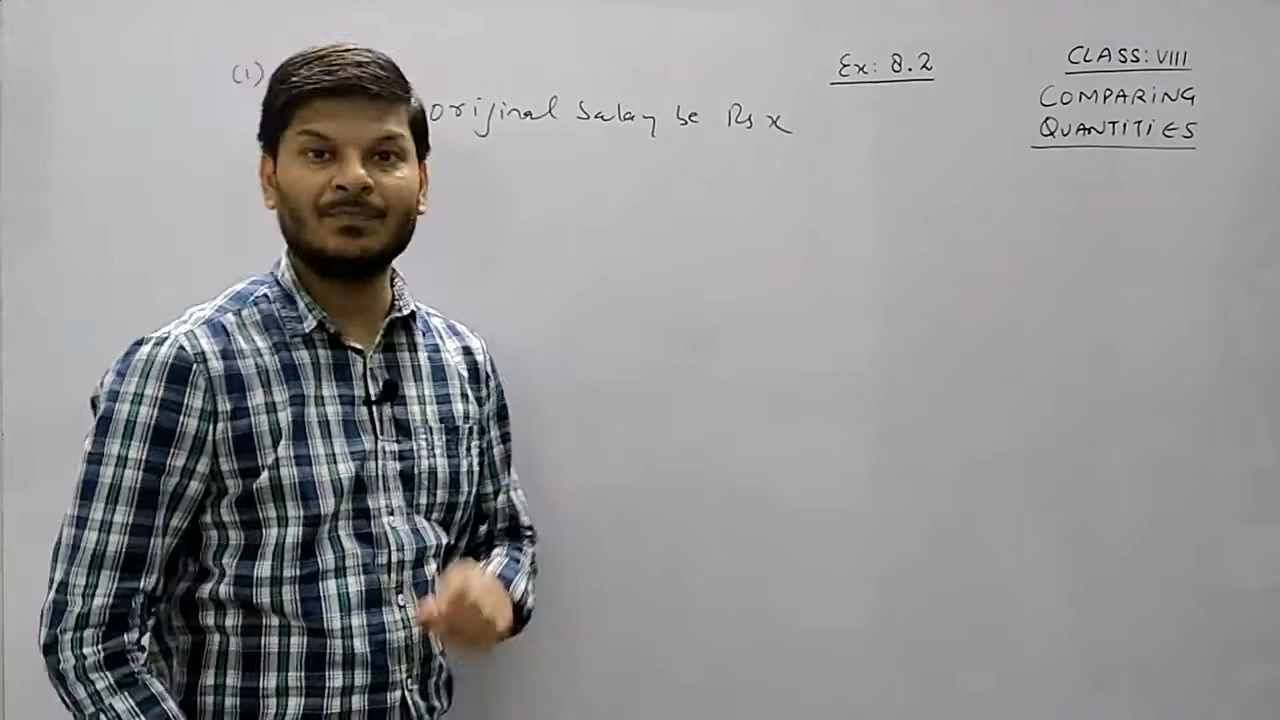 (1)
original Salary be Rs x
Ex: 8.2
CLASS: VIII
COMPARING
QUANTITIES